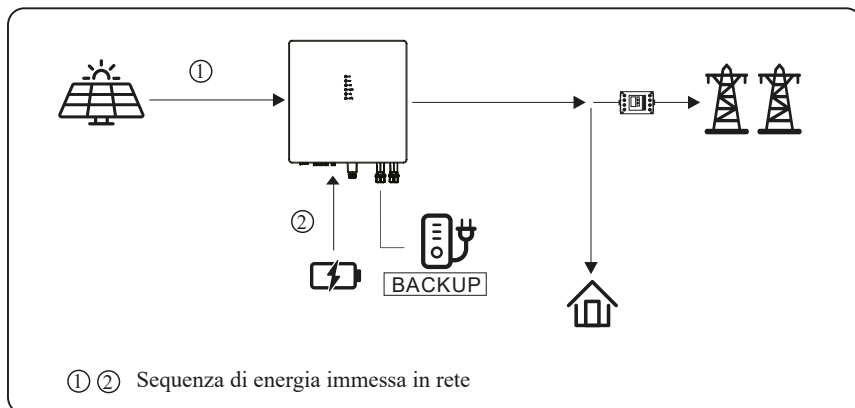 ①
②
BACKUP
① ② Sequenza di energia immessa in rete